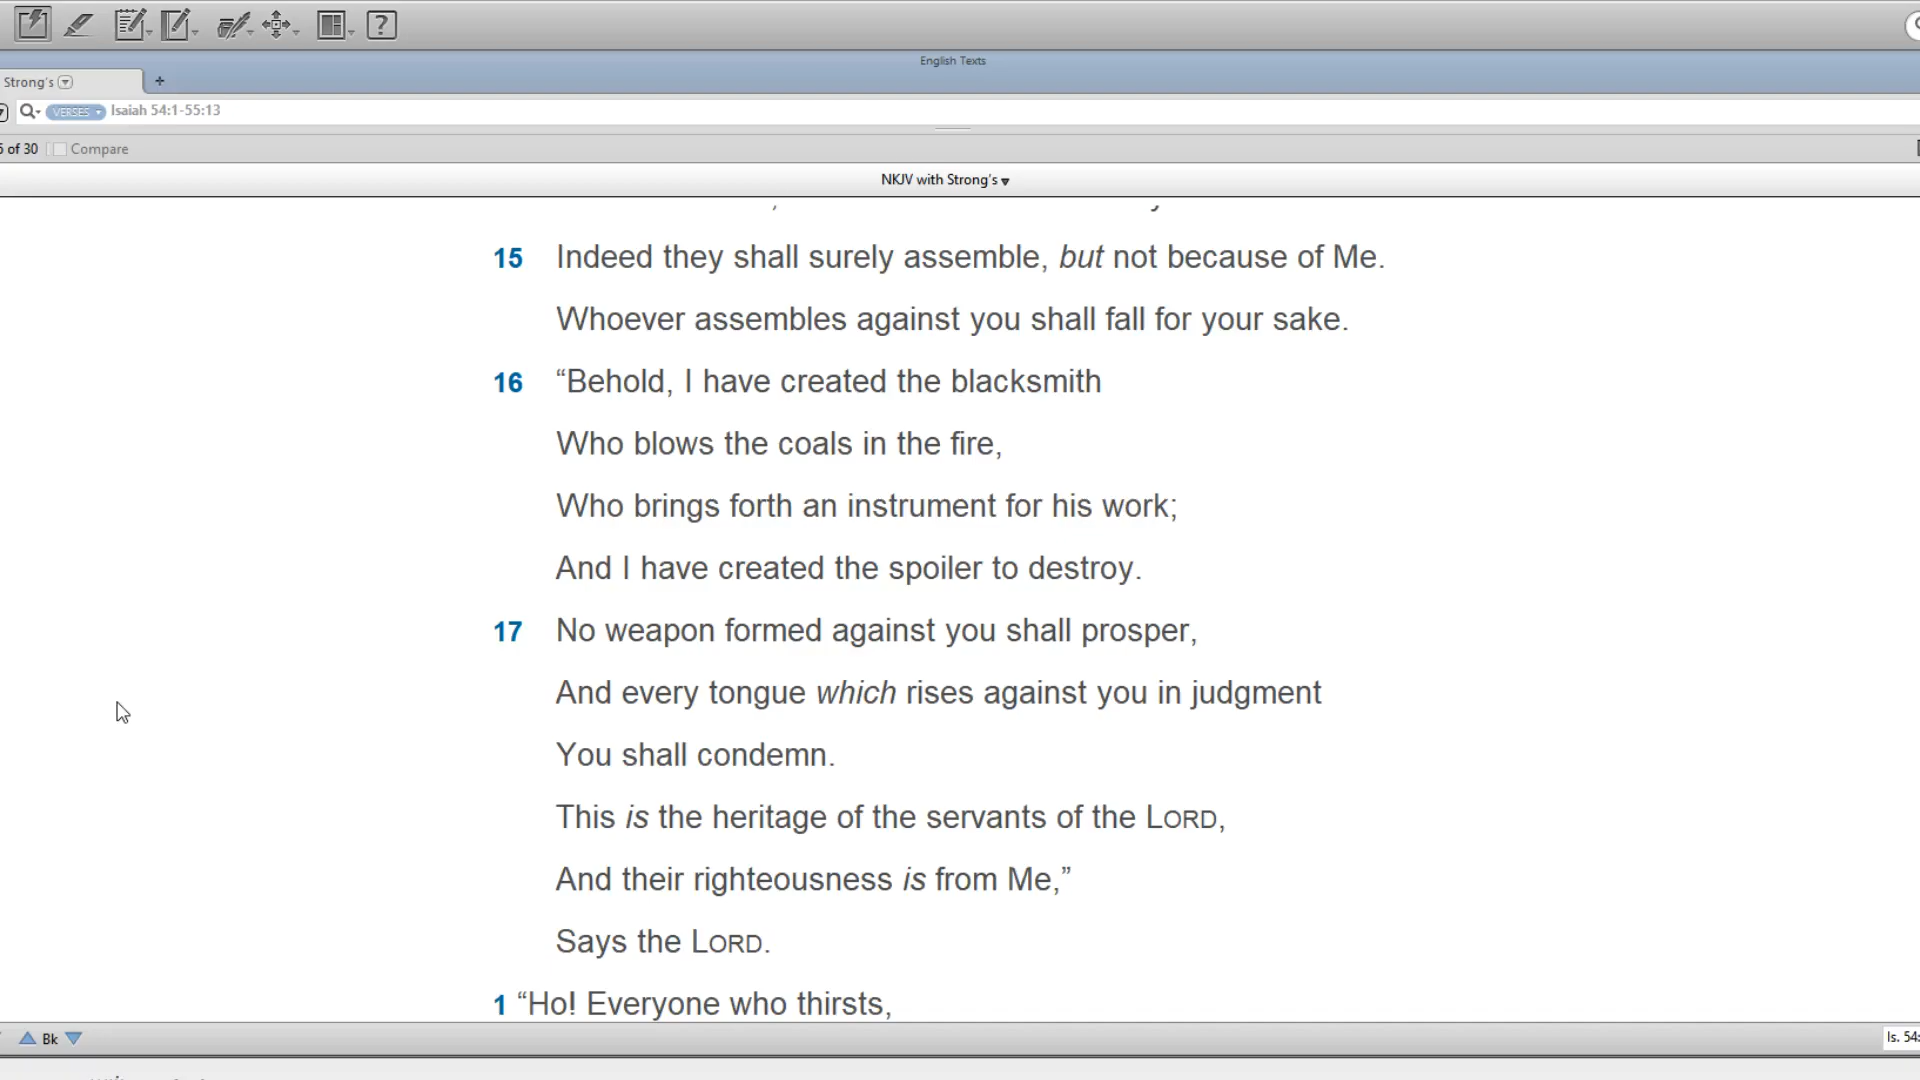 English Texts
Strong's
+
VERSES Isaiah 54:1-55:13
of 30 Compare
NKJV with Strong's
15 Indeed they shall surely assemble, but not because of Me.
Whoever assembles against you shall fall for your sake.
16 “Behold, I have created the blacksmith
Who blows the coals in the fire,
Who brings forth an instrument for his work;
And I have created the spoiler to destroy.
17 No weapon formed against you shall prosper,
And every tongue which rises against you in judgment
You shall condemn.
This is the heritage of the servants of the LORD,
And their righteousness is from Me,”
Says the LORD.
1 “Ho! Everyone who thirsts,
Bk
Is. 54: